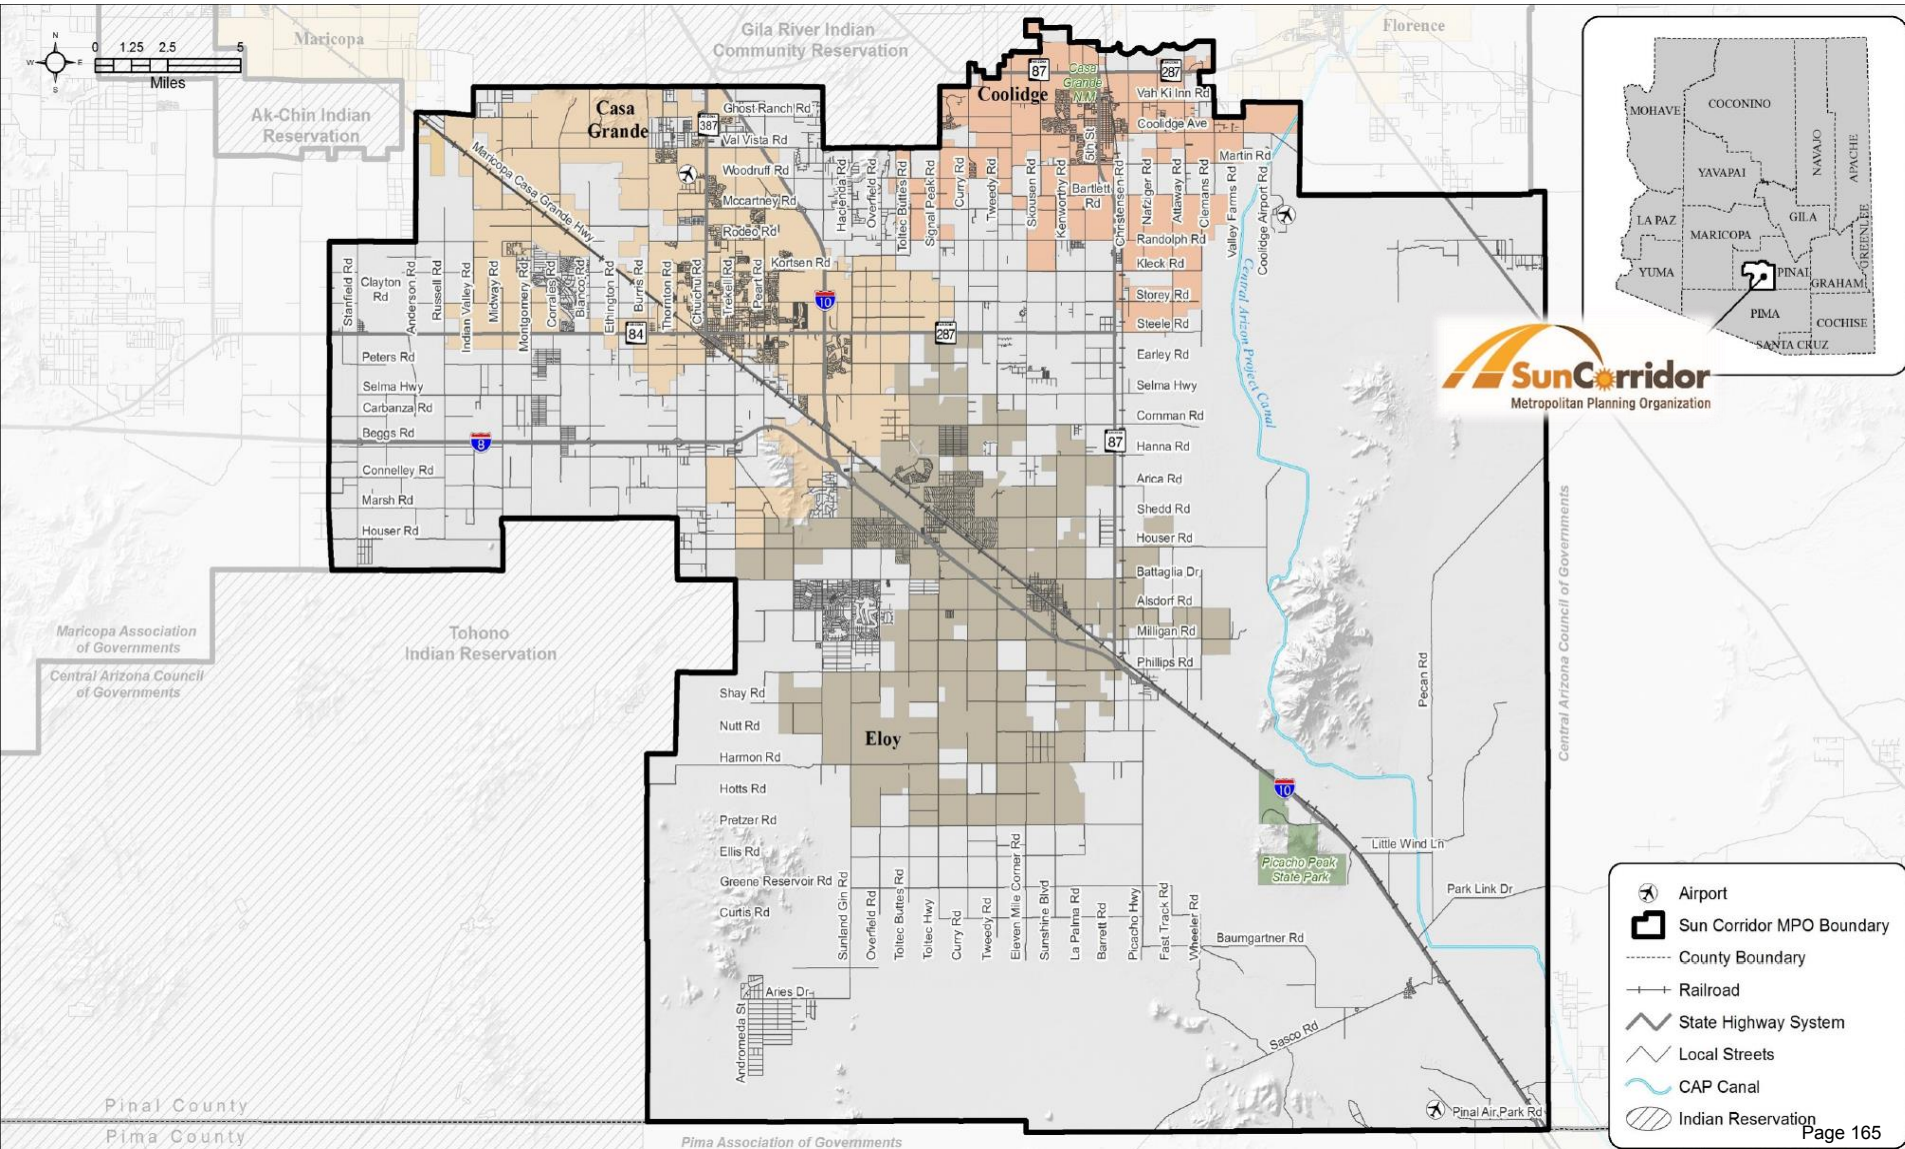 Maricopa
Gila River Indian
Community Reservation
Florence
N
W
E
S
0 1.25 2.5 5
Miles
Ak-Chin Indian
Reservation
Casa
Grande
387
Ghost Ranch Rd
Val Vista Rd
Woodruff Rd
Mccartney Rd
Rodeo Rd
Kortsen Rd
Maricopa Casa Grande Hwy
Coolidge
87
Casa
Grande
N.M.
287
Vah Ki Inn Rd
Coolidge Ave
5th St
Martin Rd
Bartlett
Rd
Randolph Rd
Kleck Rd
Storey Rd
Steele Rd
Earley Rd
Selma Hwy
Cornman Rd
Hanna Rd
Arica Rd
Shedd Rd
Houser Rd
Battaglia Dr
Alsdorf Rd
Milligan Rd
Phillips Rd
Hacienda Rd
Overfield Rd
Toltec Buttes Rd
Signal Peak Rd
Curry Rd
Tweedy Rd
Skousen Rd
Kenworthy Rd
Christensen Rd
Nafziger Rd
Attaway Rd
Clemans Rd
Valley Farms Rd
Coolidge Airport Rd
Central Arizona Project Canal
Stanfield Rd
Clayton
Rd
Anderson Rd
Russell Rd
Indian Valley Rd
Midway Rd
Montgomery Rd
Corrales Rd
Bianco Rd
Ethington Rd
Burris Rd
Thornton Rd
Chuichu Rd
Trekell Rd
Peart Rd
10
84
287
87
8
Peters Rd
Selma Hwy
Carbanza Rd
Beggs Rd
Connelley Rd
Marsh Rd
Houser Rd
Maricopa Association
of Governments
Central Arizona Council
of Governments
Tohono
Indian Reservation
Shay Rd
Nutt Rd
Harmon Rd
Hotts Rd
Pretzer Rd
Ellis Rd
Greene Reservoir Rd
Curtis Rd
Eloy
Pecan Rd
Central Arizona Council of Governments
10
Picacho Peak
State Park
Little Wind Ln
Park Link Dr
Sunland Gin Rd
Overfield Rd
Toltec Buttes Rd
Toltec Hwy
Curry Rd
Tweedy Rd
Eleven Mile Corner Rd
Sunshine Blvd
La Palma Rd
Barrett Rd
Picacho Hwy
Fast Track Rd
Wheeler Rd
Baumgartner Rd
Aries Dr
Andromeda St
Sasco Rd
Pinal Air Park Rd
Pinal County
Pima County
Pima Association of Governments
MOHAVE
COCONINO
NAVAJO
APACHE
YAVAPAI
LA PAZ
GILA
MARICOPA
GREENLEE
YUMA
PINAL
GRAHAM
PIMA
COCHISE
SANTA CRUZ
SunCorridor
Metropolitan Planning Organization
Airport
Sun Corridor MPO Boundary
County Boundary
Railroad
State Highway System
Local Streets
CAP Canal
Indian Reservation
Page 165